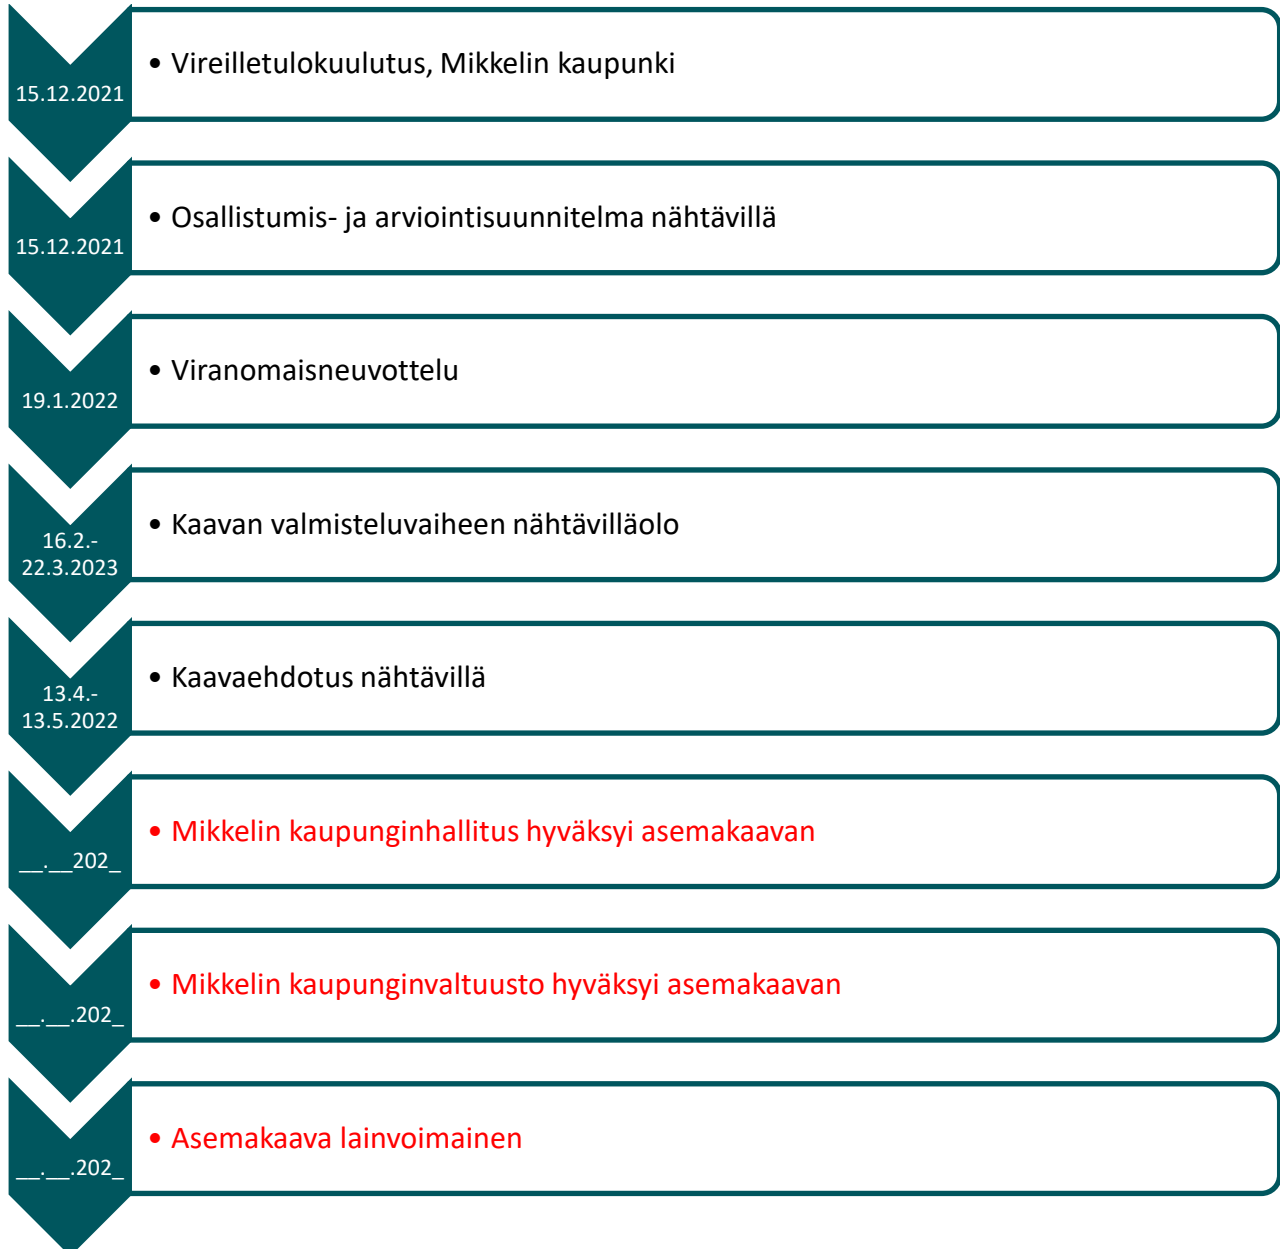 15.12.2021
• Vireilletulokuulutus, Mikkelin kaupunki
15.12.2021
• Osallistumis- ja arviointisuunnitelma nähtävillä
19.1.2022
• Viranomaisneuvottelu
16.2.-
22.3.2023
• Kaavan valmisteluvaiheen nähtävilläolo
13.4.-
13.5.2022
• Kaavaehdotus nähtävillä
__.__202_
• Mikkelin kaupunginhallitus hyväksyi asemakaavan
__.__.202_
• Mikkelin kaupunginvaltuusto hyväksyi asemakaavan
__.__.202_
• Asemakaava lainvoimainen